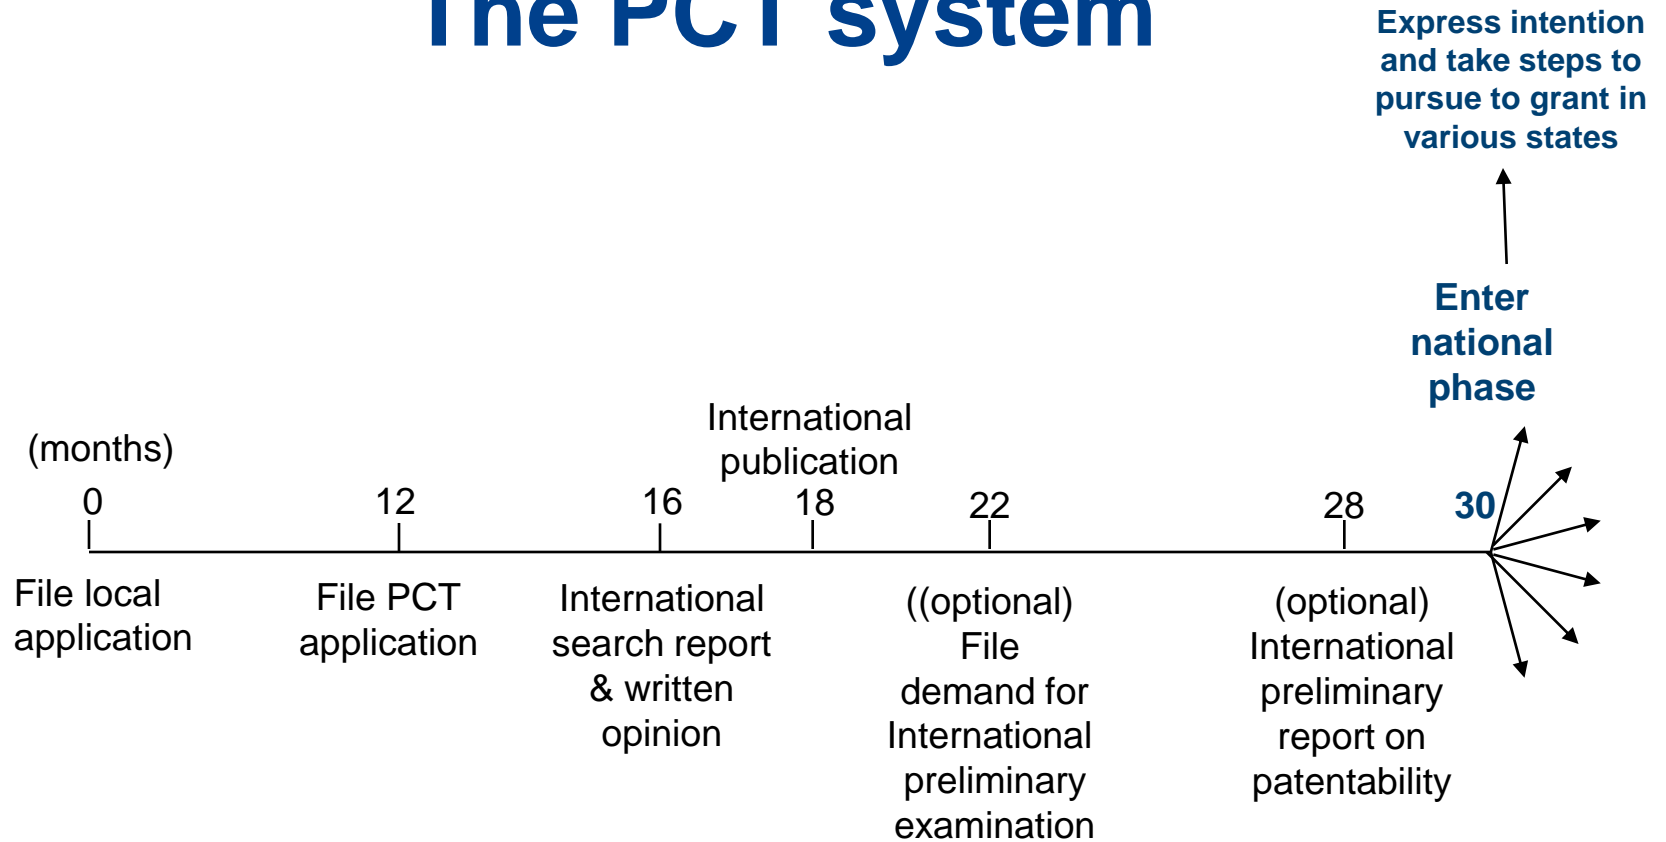 The PCT system
Express intention
and take steps to
pursue to grant in
various states
Enter
national
phase
International
publication
(months)
0
12
16
18
22
28
30
File local
application
File PCT
application
International
search report
& written
opinion
((optional)
File
demand for
International
preliminary
examination
(optional)
International
preliminary
report on
patentability